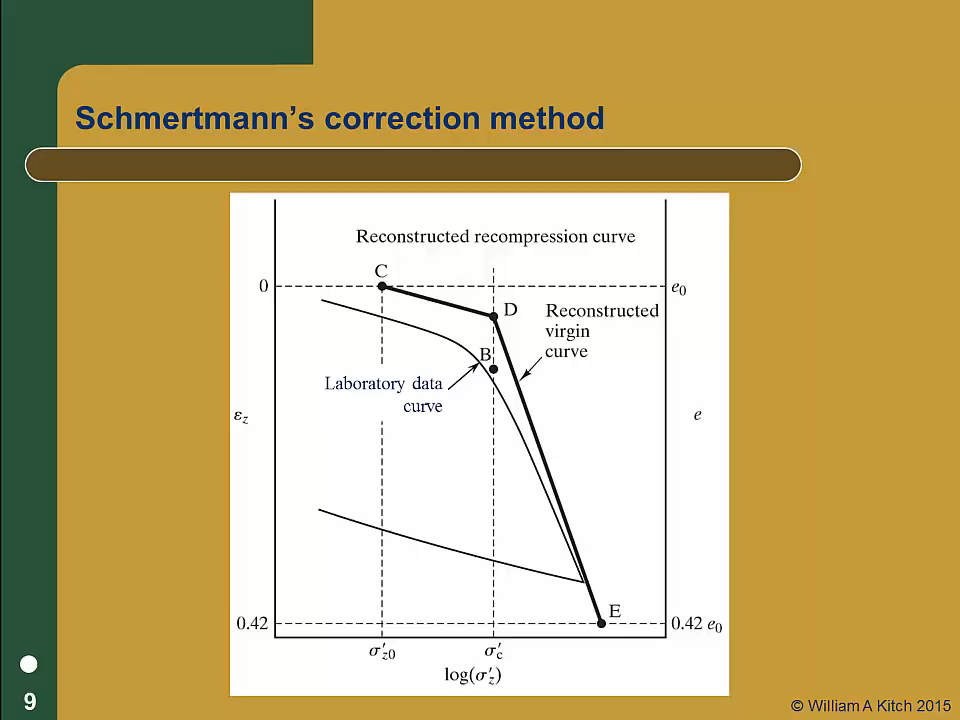 Schmertmann’s correction method
Reconstructed recompression curve
C
0
e₀
D
Reconstructed
virgin
curve
B
Laboratory data
curve
εz
e
E
0.42
0.42 e₀
σ′z0
σ′c
log(σ′z)
9
© William A Kitch 2015